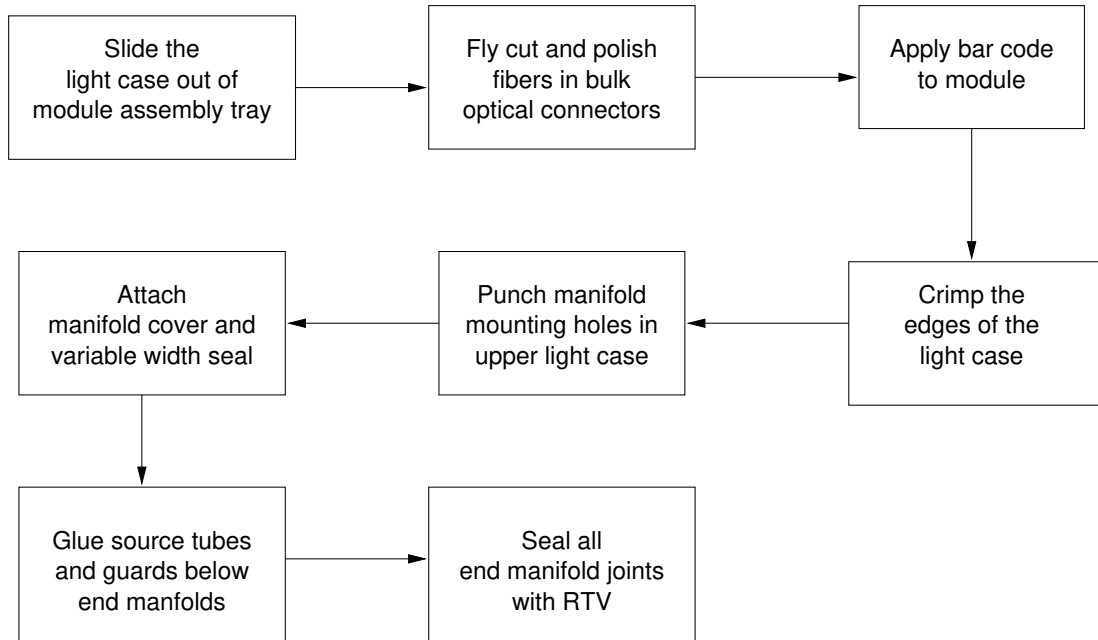 Slide the
light case out of
module assembly tray
Fly cut and polish
fibers in bulk
optical connectors
Apply bar code
to module
Crimp the
edges of the
light case
Punch manifold
mounting holes in
upper light case
Attach
manifold cover and
variable width seal
Glue source tubes
and guards below
end manfolds
Seal all
end manifold joints
with RTV